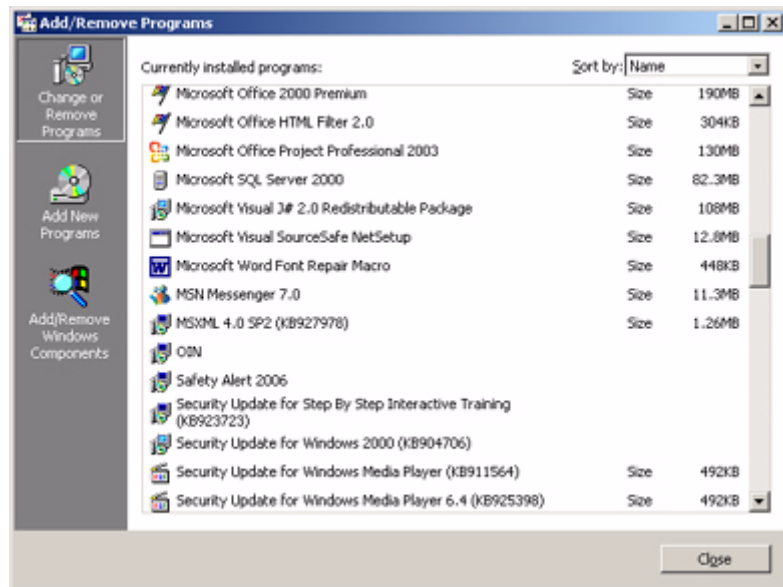 Add/Remove Programs
Change or
Remove
Programs
Add New
Programs
Add/Remove
Windows
Components
Currently installed programs:
Sort by: Name
Microsoft Office 2000 Premium Size 190MB
Microsoft Office HTML Filter 2.0 Size 304KB
Microsoft Office Project Professional 2003 Size 130MB
Microsoft SQL Server 2000 Size 82.3MB
Microsoft Visual J# 2.0 Redistributable Package Size 108MB
Microsoft Visual SourceSafe NetSetup Size 12.8MB
Microsoft Word Font Repair Macro Size 448KB
MSN Messenger 7.0 Size 11.3MB
MSXML 4.0 SP2 (KB927978) Size 1.26MB
OIN
Safety Alert 2006
Security Update for Step By Step Interactive Training
(KB923723)
Security Update for Windows 2000 (KB904706)
Security Update for Windows Media Player (KB911564) Size 492KB
Security Update for Windows Media Player 6.4 (KB925398) Size 492KB
Close